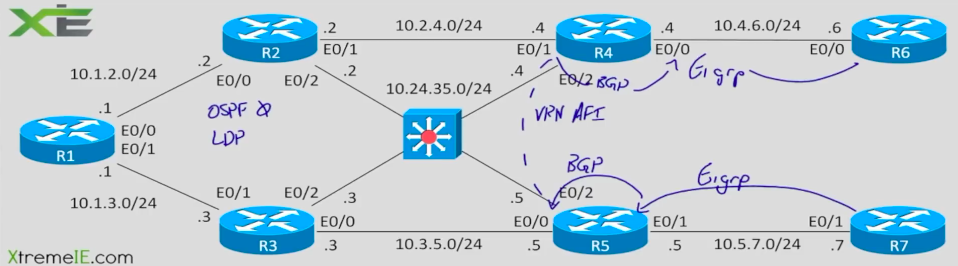 XIE
.2
10.2.4.0/24
.4
.4
10.4.6.0/24
.6
R2
E0/1
E0/1
R4
E0/0
E0/0
R6
10.1.2.0/24
.2
E0/0
E0/2
.2
.4
E0/2
BGP
Eigrp
10.24.35.0/24
.1
OSPF
VPN AFI
E0/0
LDP
R1
E0/1
.1
BGP
Eigrp
10.1.3.0/24
E0/1
E0/2
.3
.5
E0/2
.3
E0/0
E0/0
E0/1
E0/1
R3
.3
10.3.5.0/24
.5
R5
.5
10.5.7.0/24
.7
R7
XtremeIE.com